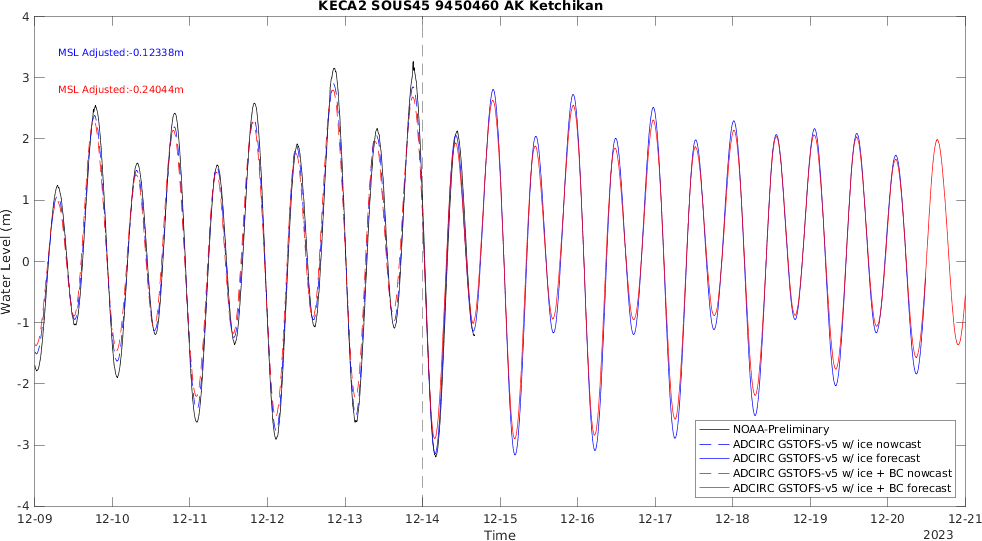 KECA2 SOUS45 9450460 AK Ketchikan
MSL Adjusted:-0.12338m
MSL Adjusted:-0.24044m
Water Level (m)
4
3
2
1
0
-1
-2
-3
-4
NOAA-Preliminary
ADCIRC GSTOFS-v5 w/ ice nowcast
ADCIRC GSTOFS-v5 w/ ice forecast
ADCIRC GSTOFS-v5 w/ ice + BC nowcast
ADCIRC GSTOFS-v5 w/ ice + BC forecast
12-09 12-10 12-11 12-12 12-13 12-14 12-15 12-16 12-17 12-18 12-19 12-20 12-21
Time
2023